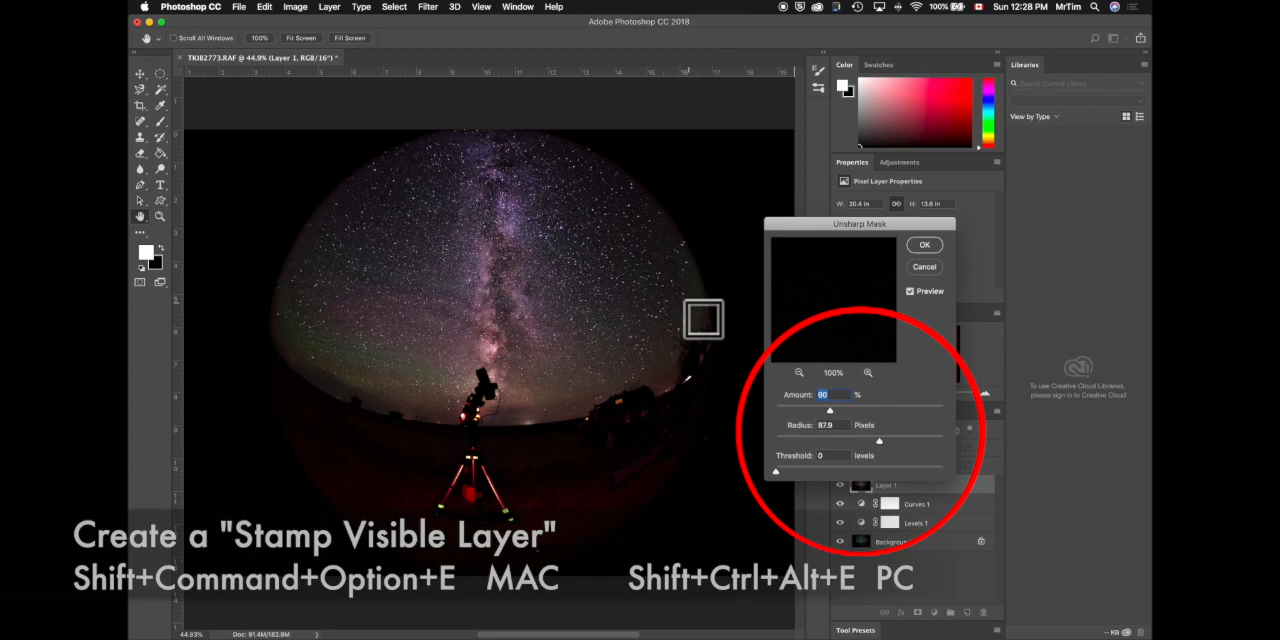 Photoshop CC File Edit Image Layer Type Select Filter 3D View Window Help 100% Sun 12:28 PM MrTim
Adobe Photoshop CC 2018
Scroll All Windows 100% Fit Screen Fill Screen
TKIB2773.RAF @ 44.9% (Layer 1, RGB/16*) *
Color Swatches
Libraries
Search Current Library
View by Type
Properties Adjustments
Pixel Layer Properties
W: 20.4 in H: 13.6 in
Unsharp Mask
OK
Cancel
Preview
100%
Amount: 60 %
Radius: 87.9 Pixels
Threshold: 0 levels
To use Creative Cloud Libraries,
please sign in to Creative Cloud
Layer 1
Curves 1
Levels 1
Background
Create a "Stamp Visible Layer"
Shift+Command+Option+E MAC Shift+Ctrl+Alt+E PC
44.93% Doc: 91.4M/182.9M
Tool Presets
-- KB